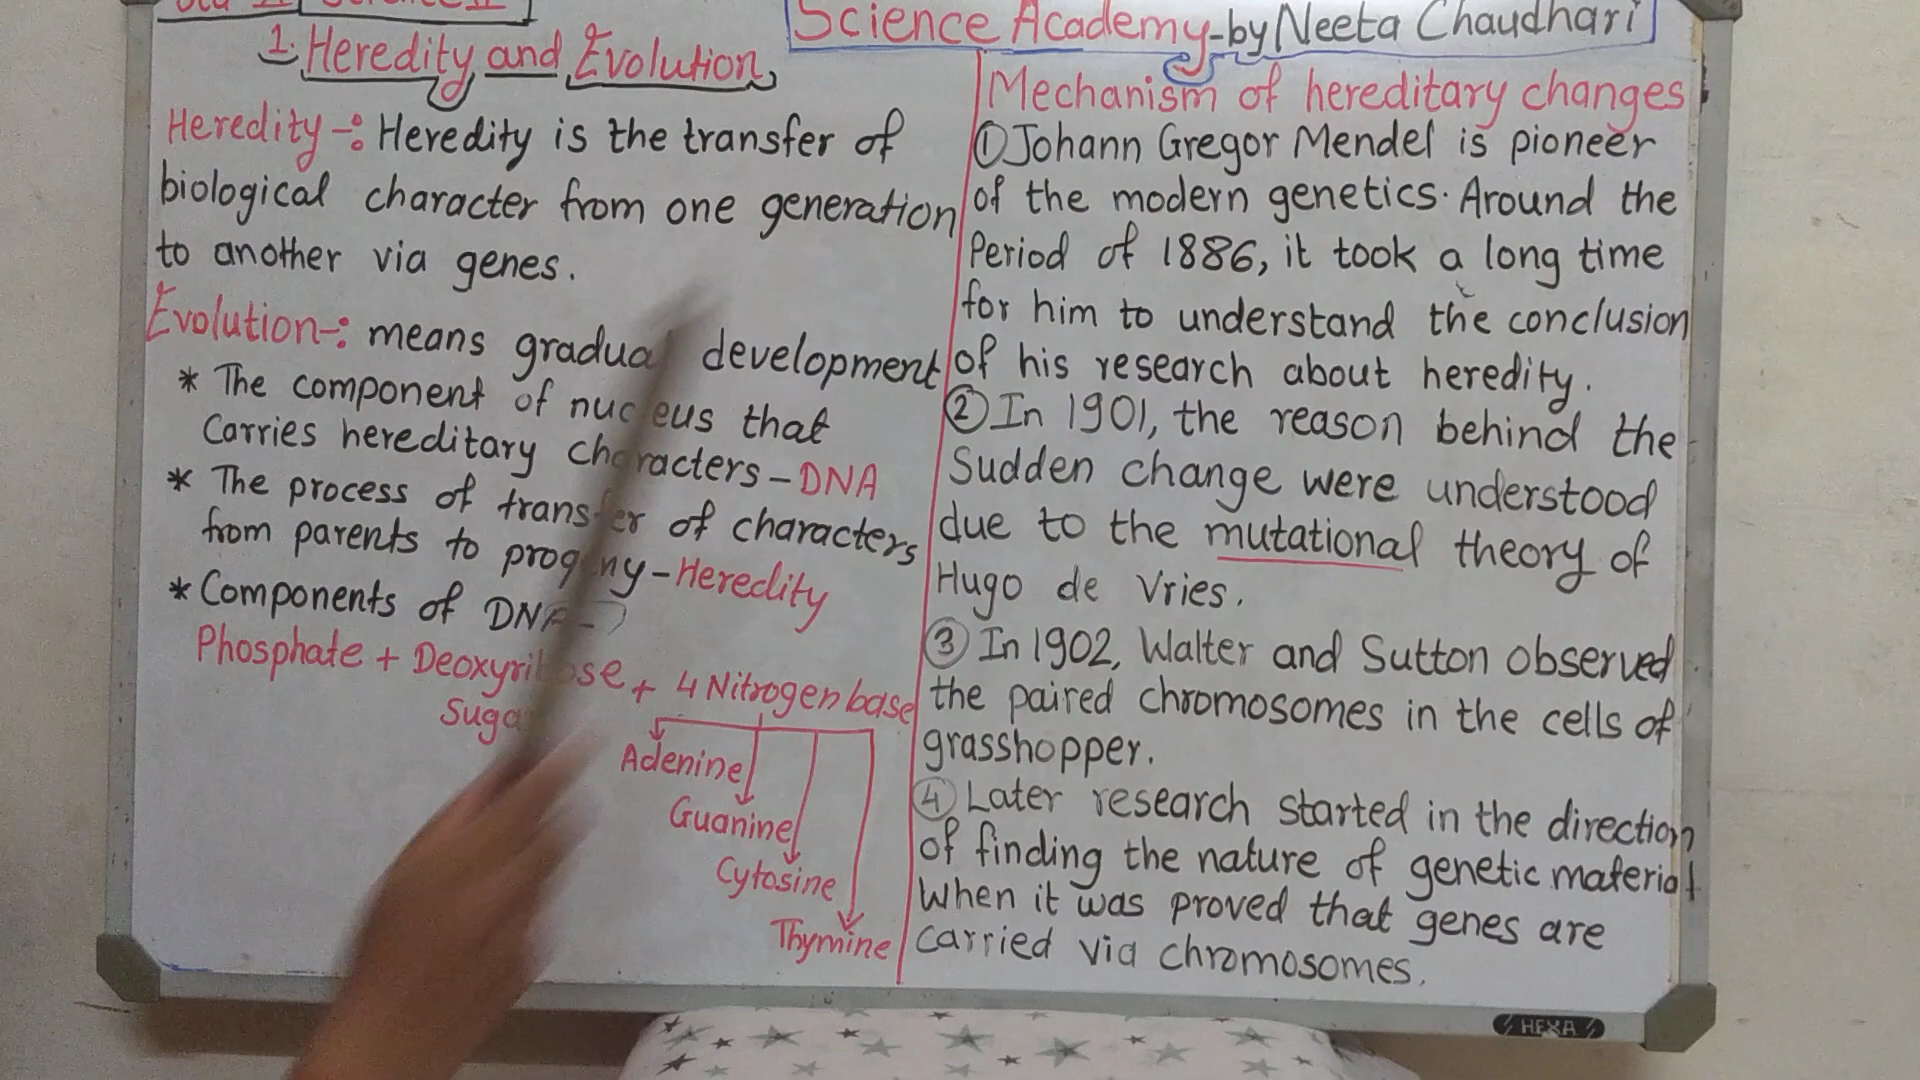 Science Academy-by Neeta Chaudhari
1. Heredity and Evolution
Heredity -: Heredity is the transfer of
biological character from one generation
to another via genes.
Evolution-: means gradual development
* The component of nucleus that
carries hereditary characters - DNA
* The process of transfer of characters
from parents to progeny - Heredity
* Components of DNA -
Phosphate + Deoxyribose + 4 Nitrogen base
Sugar
Adenine
Guanine
Cytosine
Thymine
Mechanism of hereditary changes
① Johann Gregor Mendel is pioneer
of the modern genetics. Around the
Period of 1886, it took a long time
for him to understand the conclusion
of his research about heredity.
② In 1901, the reason behind the
Sudden change were understood
due to the mutational theory of
Hugo de Vries.
③ In 1902, Walter and Sutton observed
the paired chromosomes in the cells of
grasshopper.
④ Later research started in the direction
of finding the nature of genetic material
When it was proved that genes are
carried via chromosomes.
HEXA